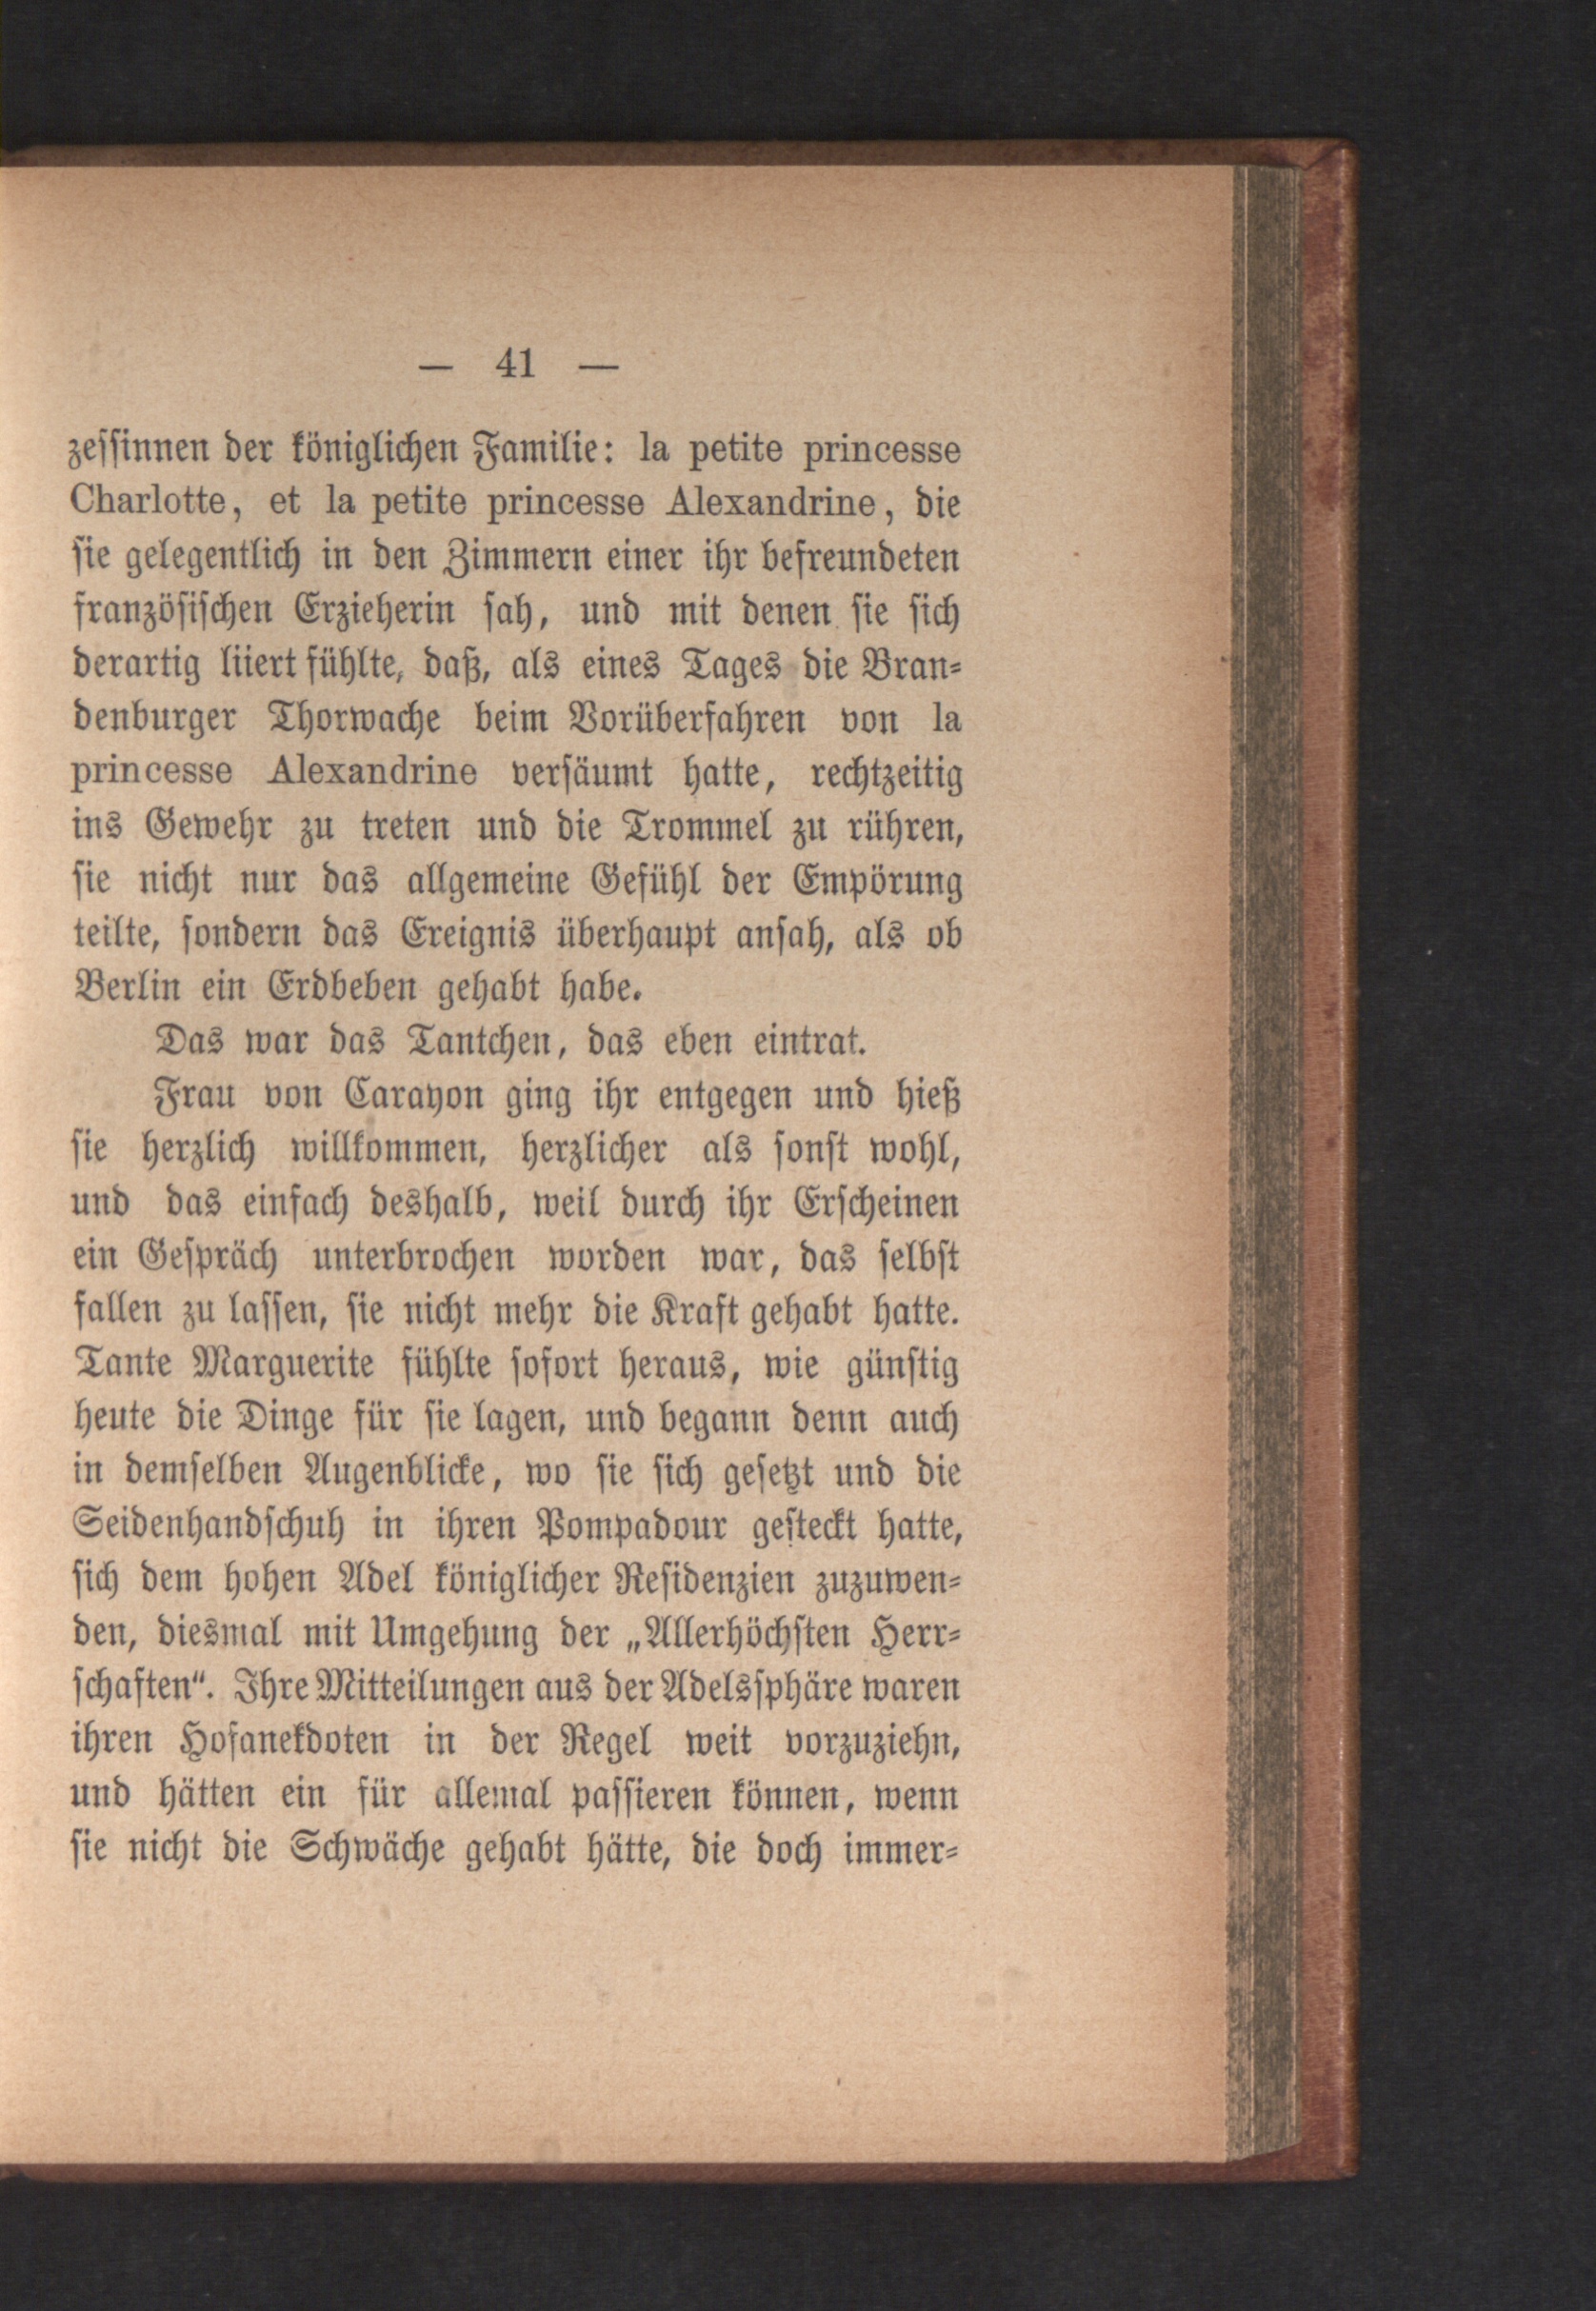 — 41 —
zessinnen der königlichen Familie: la petite princesse
Charlotte, et la petite princesse Alexandrine, die
sie gelegentlich in den Zimmern einer ihr befreundeten
französischen Erzieherin sah, und mit denen sie sich
derartig liiert fühlte, daß, als eines Tages die Bran⸗
denburger Thorwache beim Vorüberfahren von la
princesse Alexandrine versäumt hatte, rechtzeitig
ins Gewehr zu treten und die Trommel zu rühren,
sie nicht nur das allgemeine Gefühl der Empörung
teilte, sondern das Ereignis überhaupt ansah, als ob
Berlin ein Erdbeben gehabt habe.
Das war das Tantchen, das eben eintrat.
Frau von Carayon ging ihr entgegen und hieß
sie herzlich willkommen, herzlicher als sonst wohl,
und das einfach deshalb, weil durch ihr Erscheinen
ein Gespräch unterbrochen worden war, das selbst
fallen zu lassen, sie nicht mehr die Kraft gehabt hatte.
Tante Marguerite fühlte sofort heraus, wie günstig
heute die Dinge für sie lagen, und begann denn auch
in demselben Augenblicke, wo sie sich gesetzt und die
Seidenhandschuh in ihren Pompadour gesteckt hatte,
sich dem hohen Adel königlicher Residenzien zuzuwen⸗
den, diesmal mit Umgehung der „Allerhöchsten Herr⸗
schaften“. Ihre Mitteilungen aus der Adelssphäre waren
ihren Hofanekdoten in der Regel weit vorzuziehn,
und hätten ein für allemal passieren können, wenn
sie nicht die Schwäche gehabt hätte, die doch immer⸗